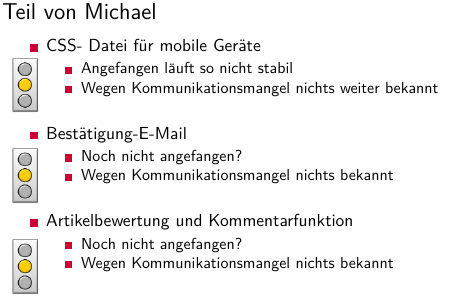 Teil von Michael
CSS- Datei für mobile Geräte
Angefangen läuft so nicht stabil
Wegen Kommunikationsmangel nichts weiter bekannt
Bestätigung-E-Mail
Noch nicht angefangen?
Wegen Kommunikationsmangel nichts bekannt
Artikelbewertung und Kommentarfunktion
Noch nicht angefangen?
Wegen Kommunikationsmangel nichts bekannt